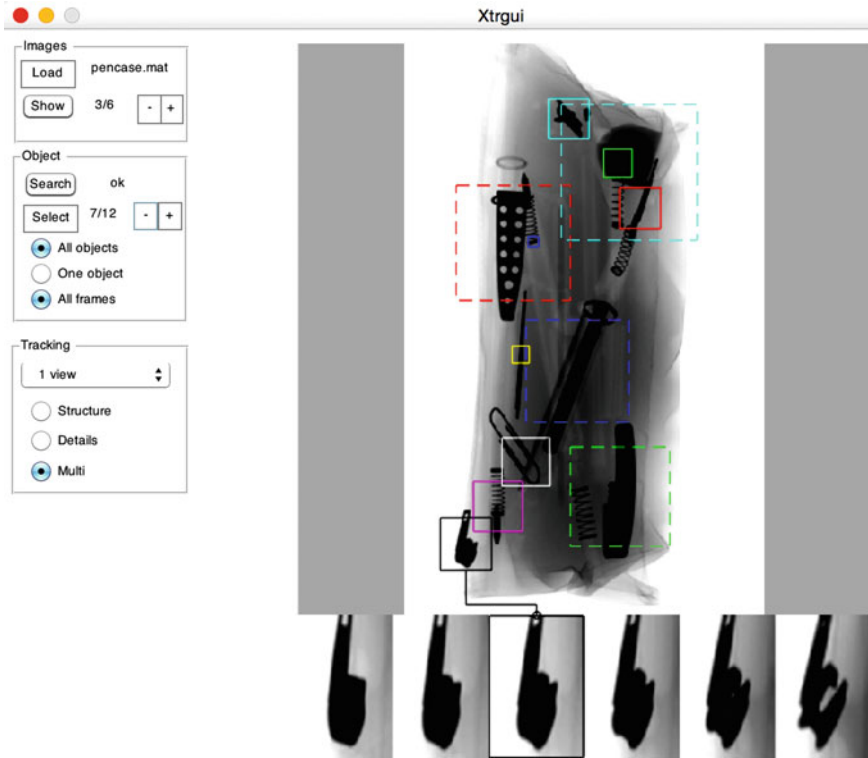 Xtrgui
Images
Load pencase.mat
Show 3/6 - +
Object
Search ok
Select 7/12 - +
All objects
One object
All frames
Tracking
1 view
Structure
Details
Multi